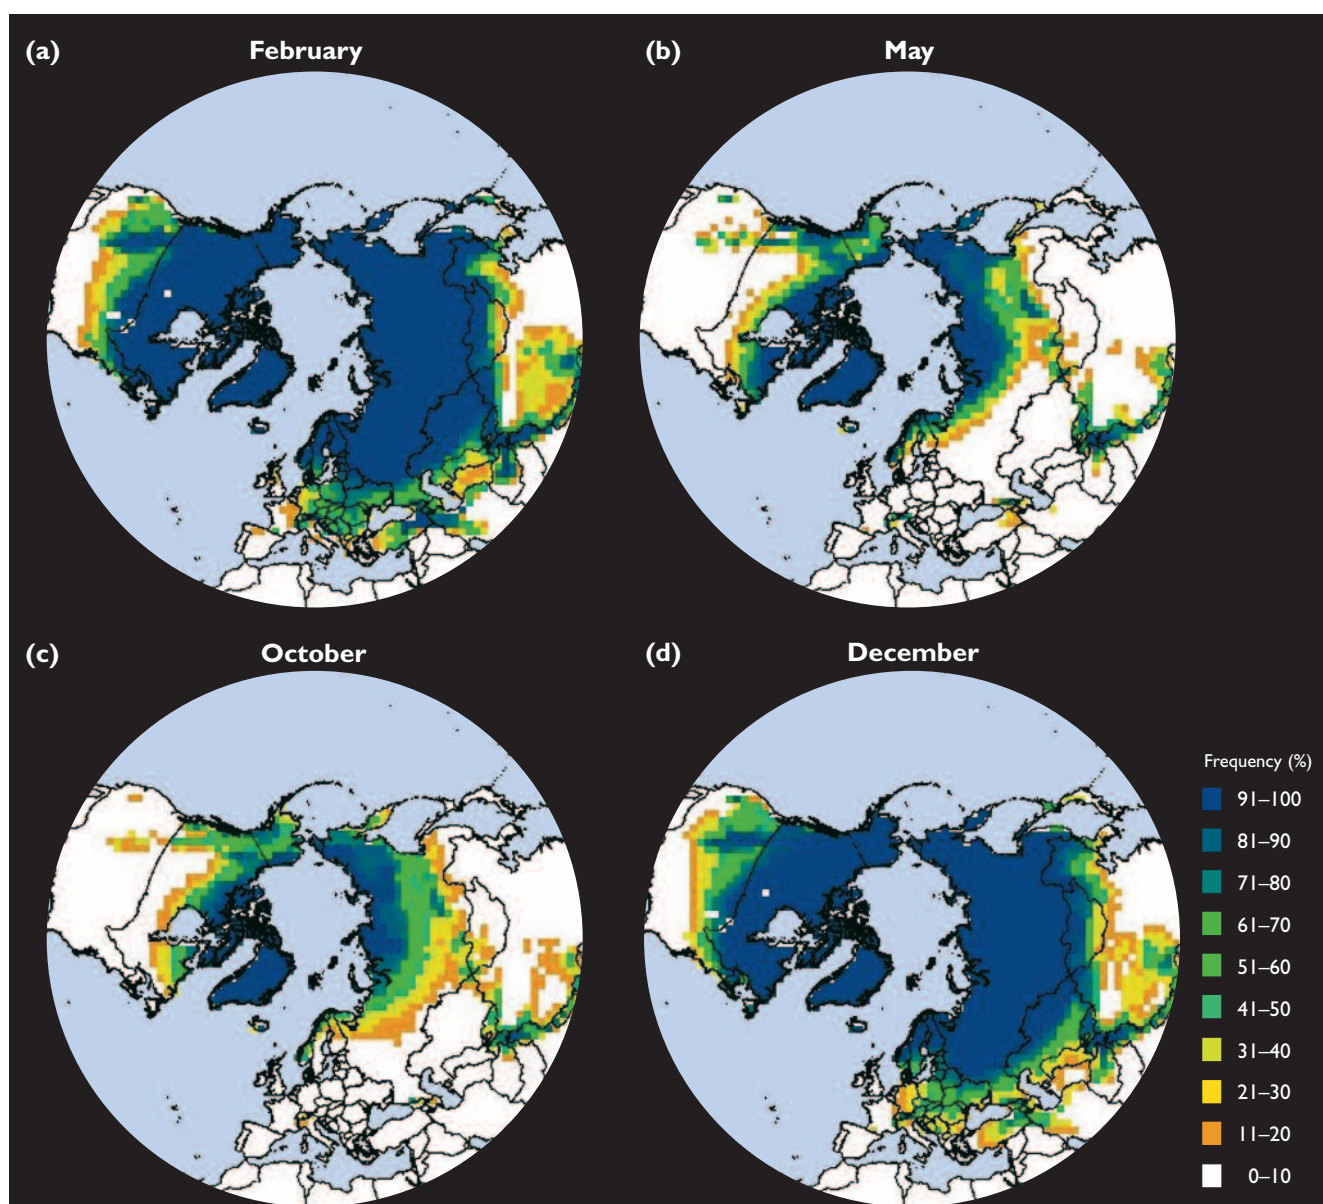 (a) February
(b) May
(c) October
(d) December
Frequency (%)
91–100
81–90
71–80
61–70
51–60
41–50
31–40
21–30
11–20
0–10